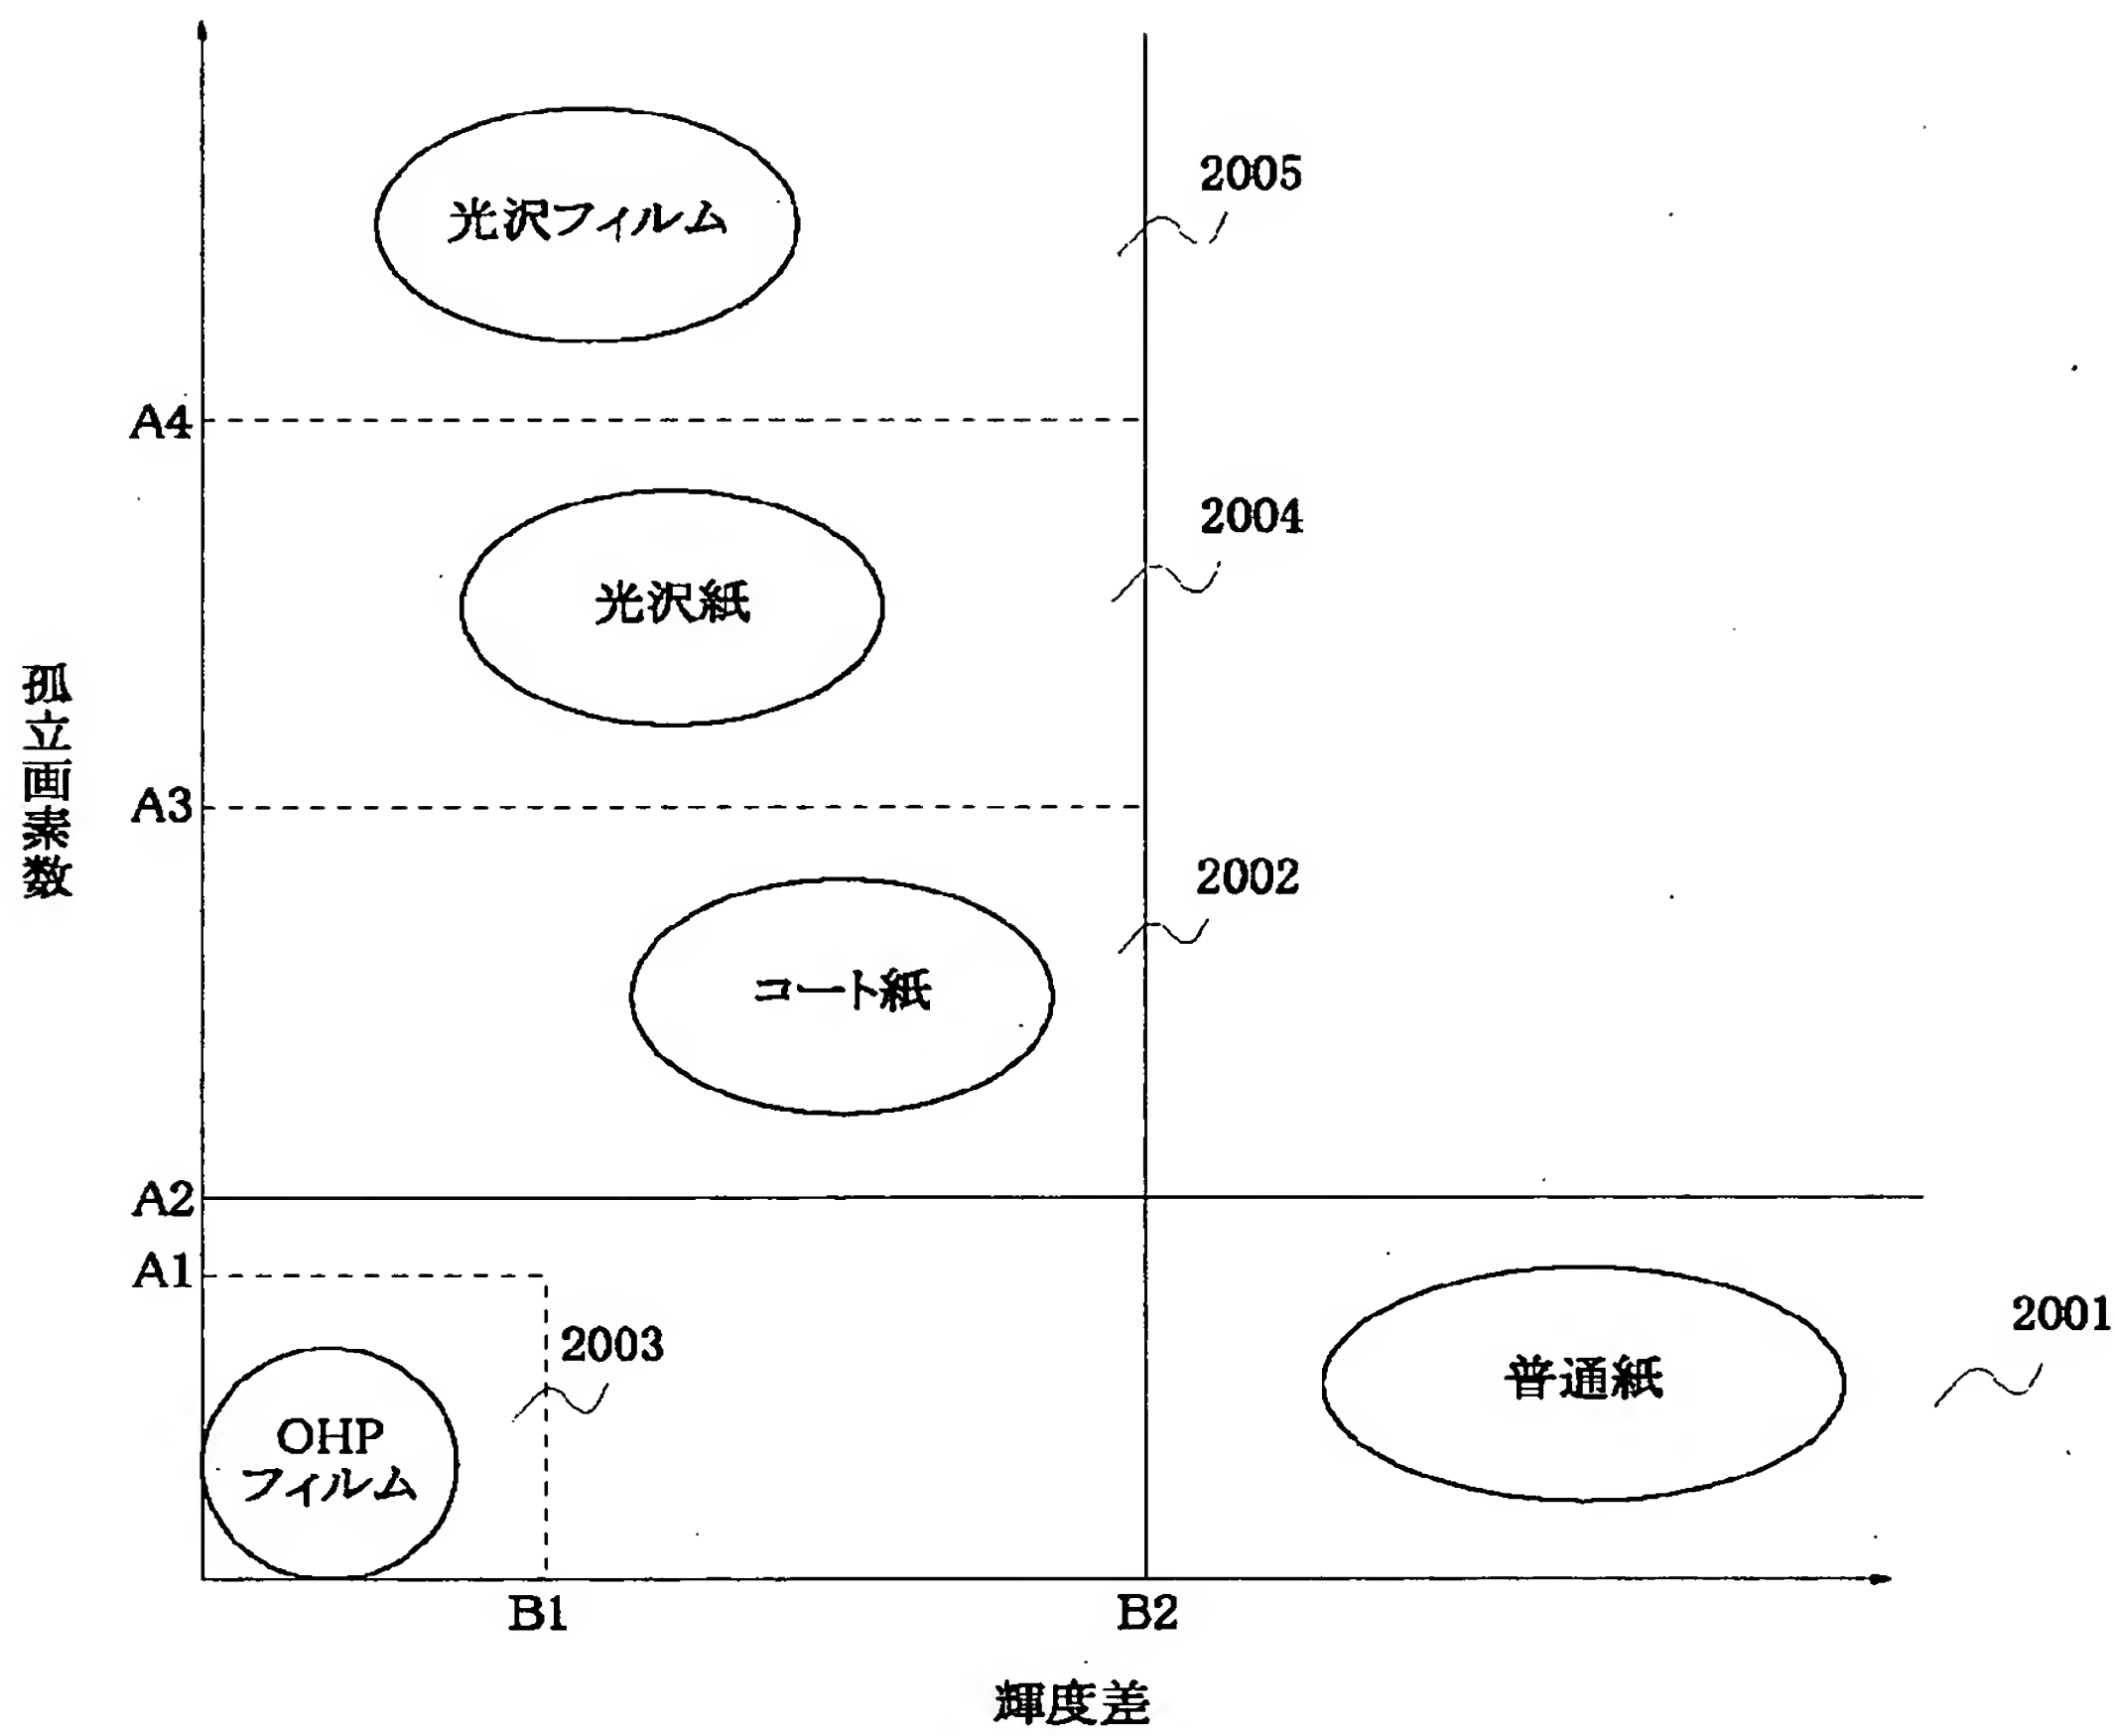 2005
光沢フィルム
A4
2004
光沢紙
孤立画素数
A3
2002
コート紙
A2
A1
2003
2001
普通紙
OHP
フィルム
B1
B2
輝度差